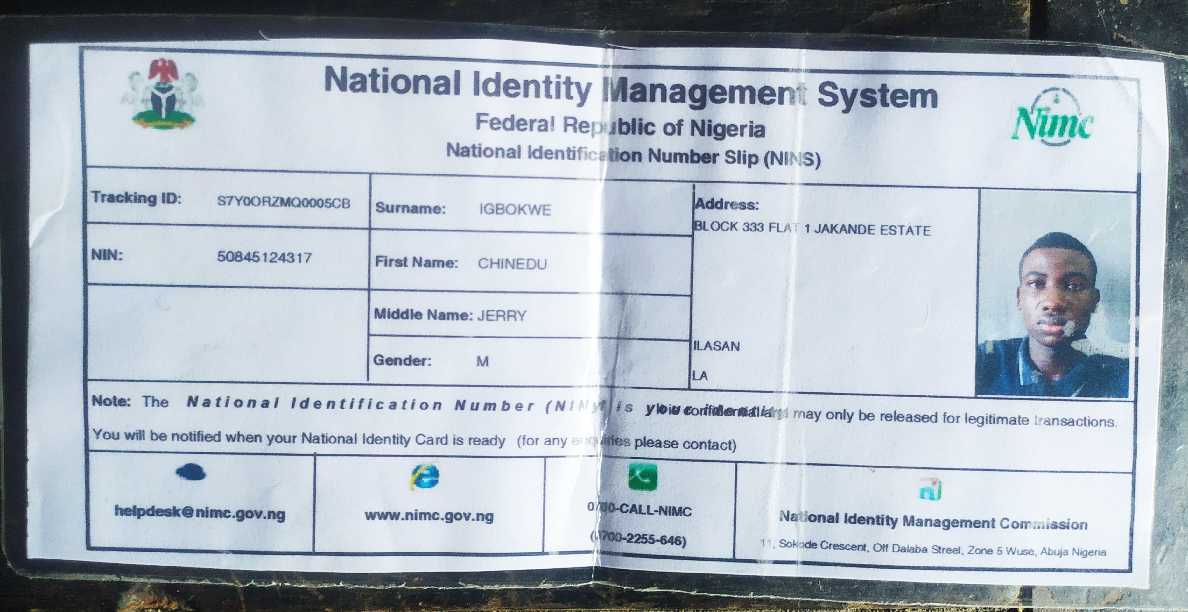 National Identity Management System
Federal Republic of Nigeria
National Identification Number Slip (NINS)
Nimc
Tracking ID: S7Y0ORZMQ0005CB
NIN: 50845124317
Surname: IGBOKWE
First Name: CHINEDU
Middle Name: JERRY
Gender: M
Address:
BLOCK 333 FLAT 1 JAKANDE ESTATE
ILASAN
LA
Note: The National Identification Number (NIN) is your may only be released for legitimate transactions.
You will be notified when your National Identity Card is ready (for any enquiries please contact)
helpdesk@nimc.gov.ng
www.nimc.gov.ng
0700-CALL-NIMC
(0700-2255-646)
National Identity Management Commission
11, Sokode Crescent, Off Dalaba Street, Zone 5 Wuse, Abuja Nigeria